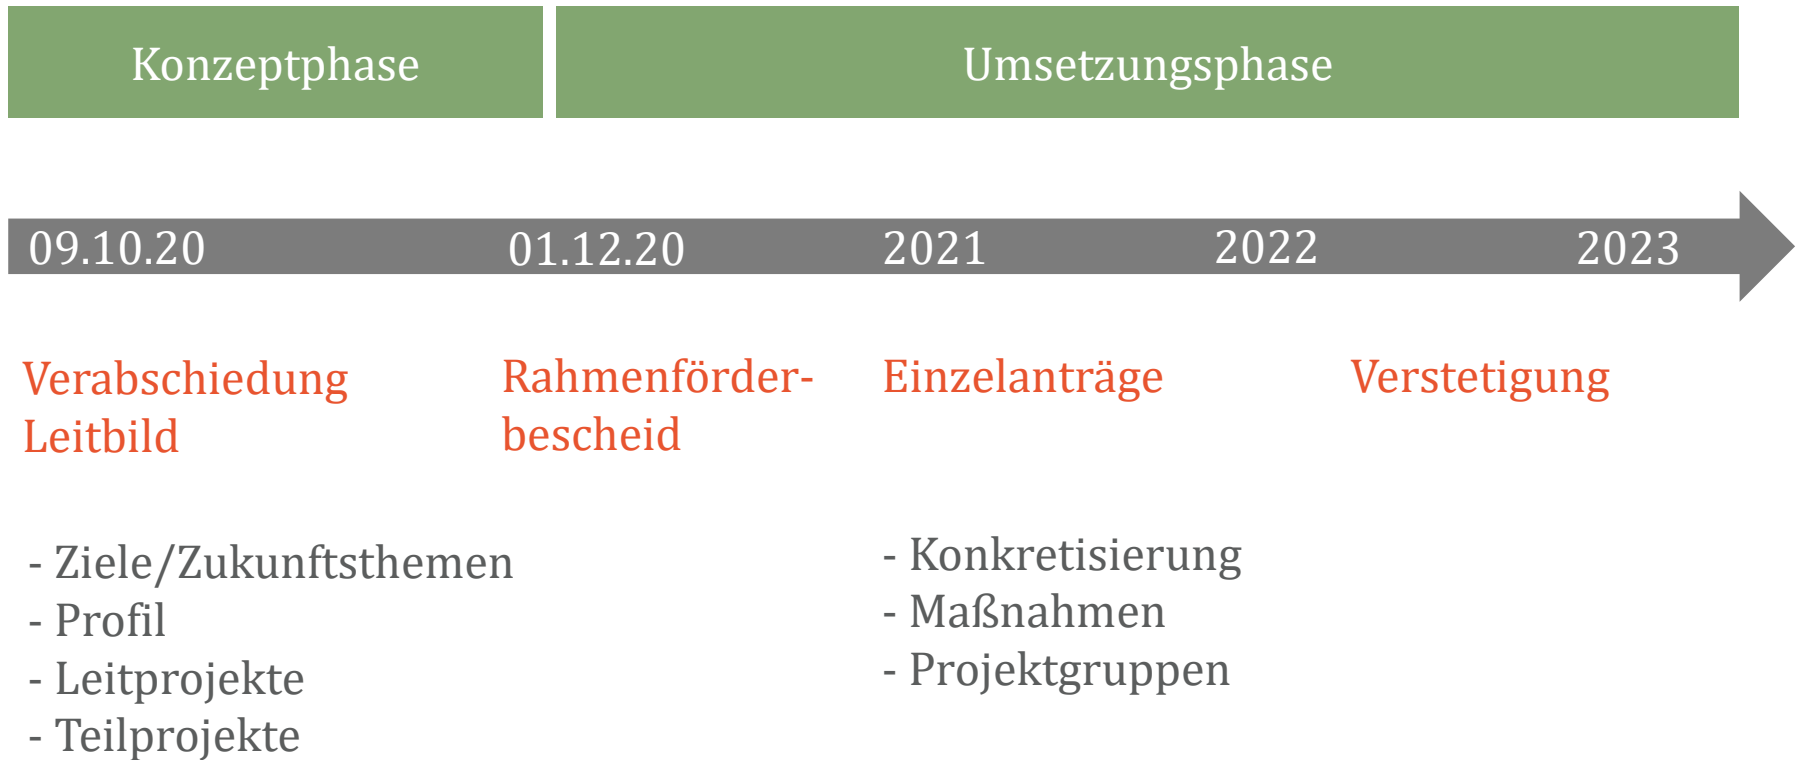 Konzeptphase
Umsetzungsphase
09.10.20
01.12.20
2021
2022
2023
Verabschiedung
Leitbild
Rahmenförder-
bescheid
Einzelanträge
Verstetigung
- Ziele/Zukunftsthemen
- Profil
- Leitprojekte
- Teilprojekte
- Konkretisierung
- Maßnahmen
- Projektgruppen